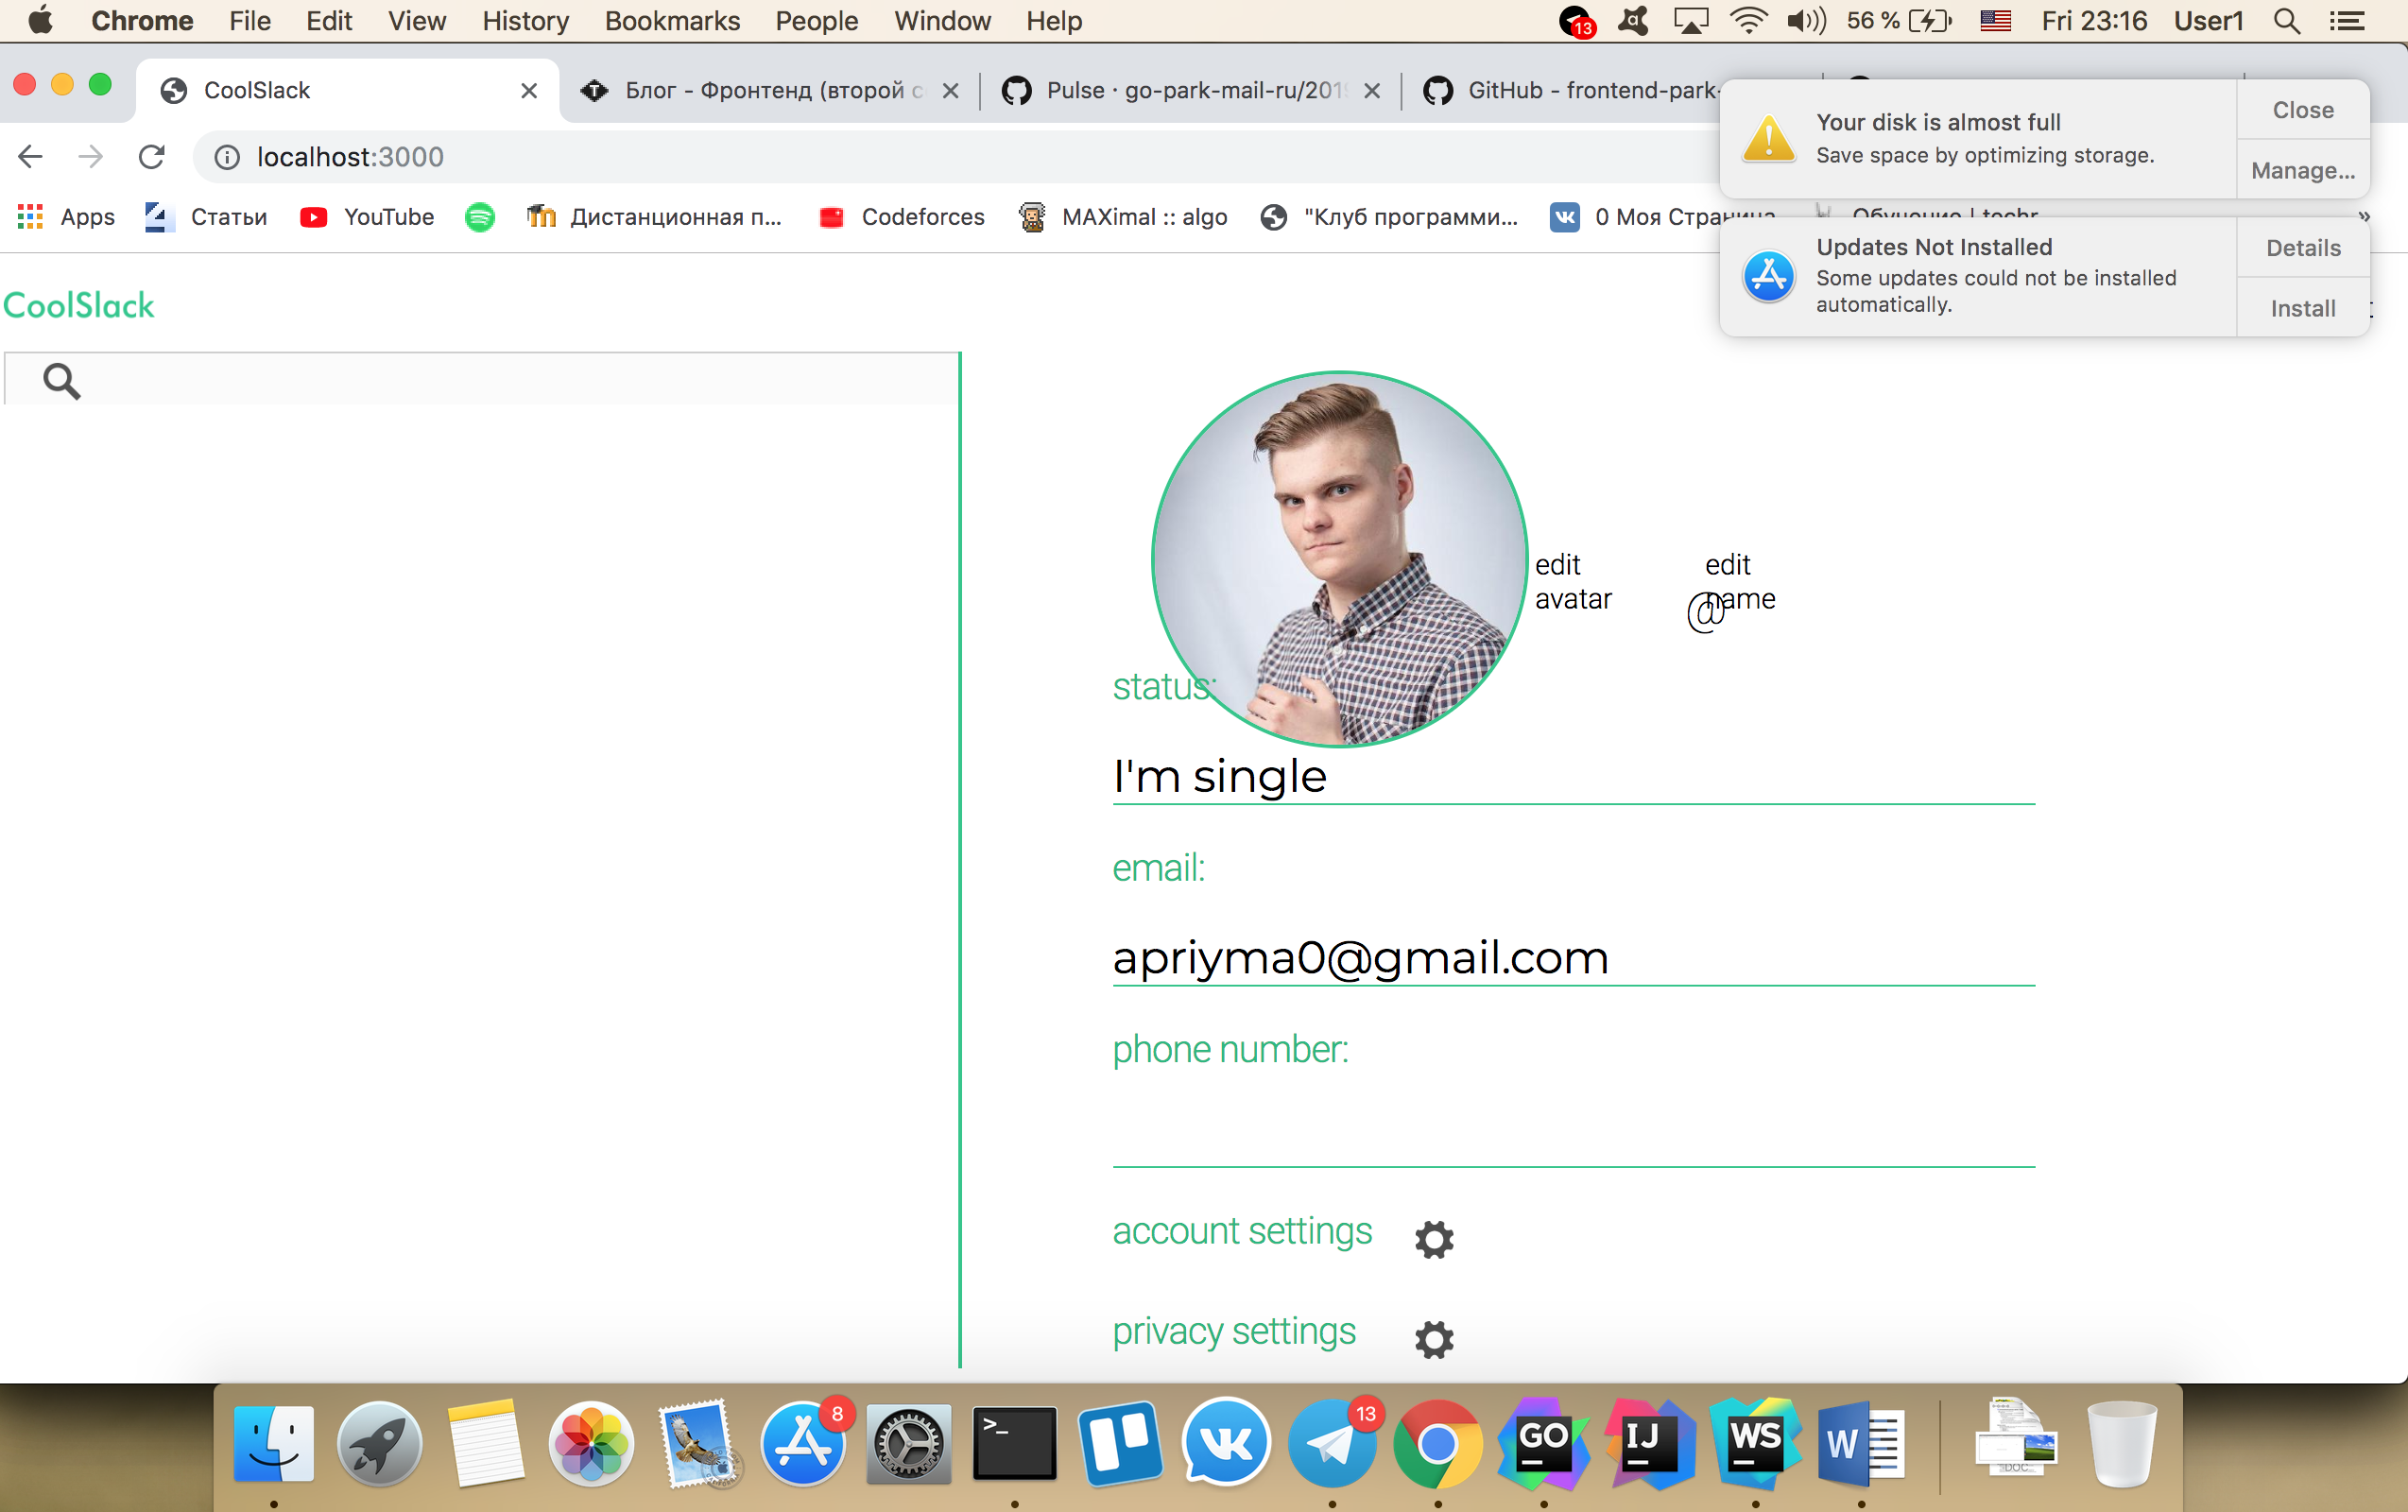 Chrome File Edit View History Bookmarks People Window Help 13 56 % Fri 23:16 User1
CoolSlack Блог - Фронтенд (второй с Pulse · go-park-mail-ru/201 GitHub - frontend-park-
localhost:3000
Apps Статьи YouTube Дистанционная п... Codeforces MAXimal :: algo "Клуб программи... 0 Моя Страница Обучение | techr »
Your disk is almost full
Save space by optimizing storage.
Close
Manage...
Updates Not Installed
Some updates could not be installed
automatically.
Details
Install
CoolSlack
edit
avatar
edit
name
@
status:
I'm single
email:
apriyma0@gmail.com
phone number:
account settings
privacy settings
8 >_ 13 GO IJ WS W DOC